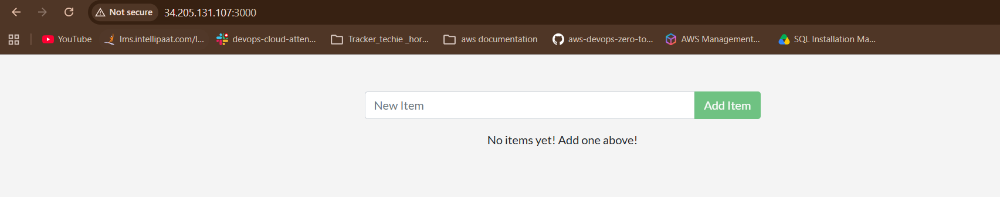 Not secure 34.205.131.107:3000
YouTube lms.intellipaat.com/l... devops-cloud-atten... Tracker_techie _hor... aws documentation aws-devops-zero-to... AWS Management... SQL Installation Ma...
New Item Add Item
No items yet! Add one above!